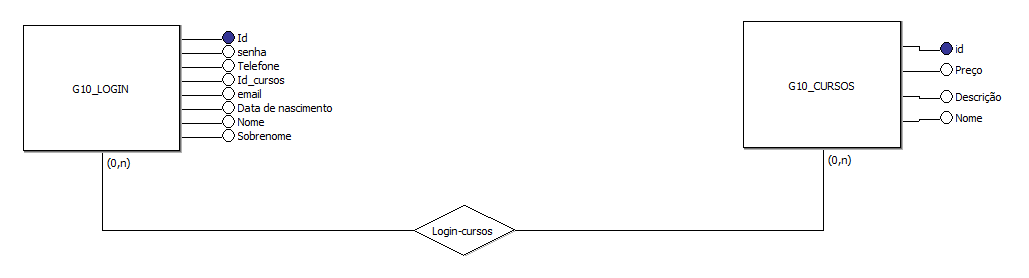 G10_LOGIN
Id
senha
Telefone
Id_cursos
email
Data de nascimento
Nome
Sobrenome
(0,n)
G10_CURSOS
id
Preço
Descrição
Nome
(0,n)
Login-cursos